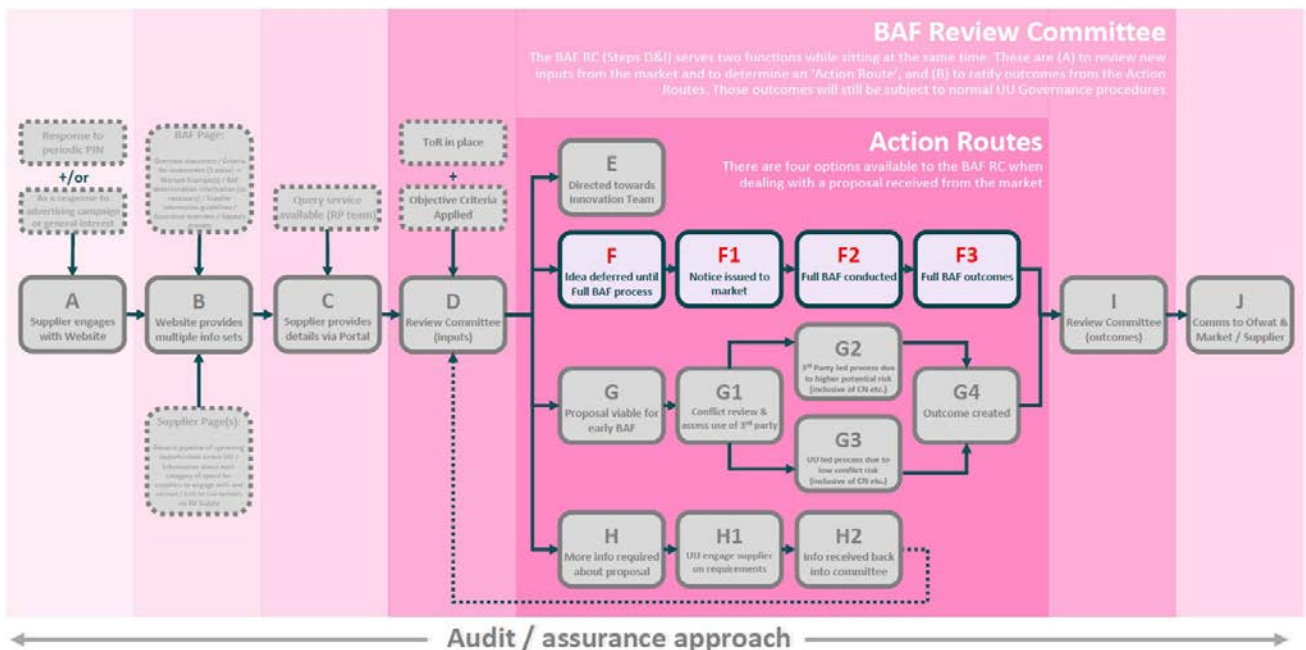 BAF Review Committee
The BAF RC (Steps D&I) serves two functions while sitting at the same time. These are (A) to review new
inputs from the market and to determine an 'Action Route', and (B) to ratify outcomes from the Action
Routes. Those outcomes will still be subject to normal UU Governance procedures
Action Routes
There are four options available to the BAF RC when
dealing with a proposal received from the market
Response to
periodic PIN
+/or
As a response to
advertising campaign
or general interest
BAF Page:
Query service
available (RP team)
ToR in place
+
Objective Criteria
Applied
A
Supplier engages
with Website
B
Website provides
multiple info sets
C
Supplier provides
details via Portal
D
Review Committee
(inputs)
Supplier Page(s):
E
Directed towards
Innovation Team
F
Idea deferred until
Full BAF process
F1
Notice issued to
market
F2
Full BAF conducted
F3
Full BAF outcomes
G
Proposal viable for
early BAF
G1
Conflict review &
assess use of 3rd party
G2
3rd Party led process due
to higher potential risk
(inclusive of CN etc.)
G3
UU led process due to
low conflict risk
(inclusive of CN etc.)
G4
Outcome created
H
More info required
about proposal
H1
UU engage supplier
on requirements
H2
Info received back
into committee
I
Review Committee
(outcomes)
J
Comms to Ofwat &
Market / Supplier
Audit / assurance approach